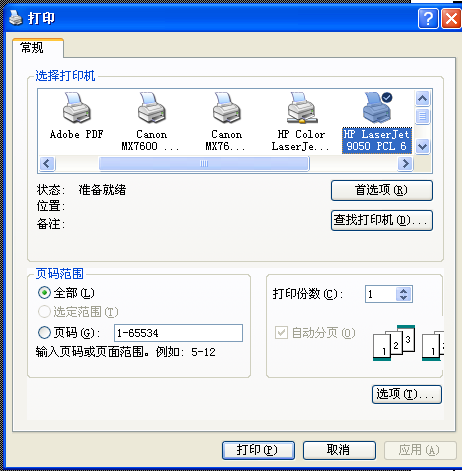 打印
常规
选择打印机
Adobe PDF
Canon MX7600 ...
Canon MX76...
HP Color LaserJe...
HP LaserJet 9050 PCL 6
状态: 准备就绪
位置:
备注:
首选项(R)
查找打印机(D)...
页码范围
全部(L)
选定范围(T)
页码(G): 1-65534
输入页码或页面范围。例如: 5-12
打印份数(C): 1
自动分页(O)
1 2 3 1
选项(T)...
打印(P)
取消
应用(A)